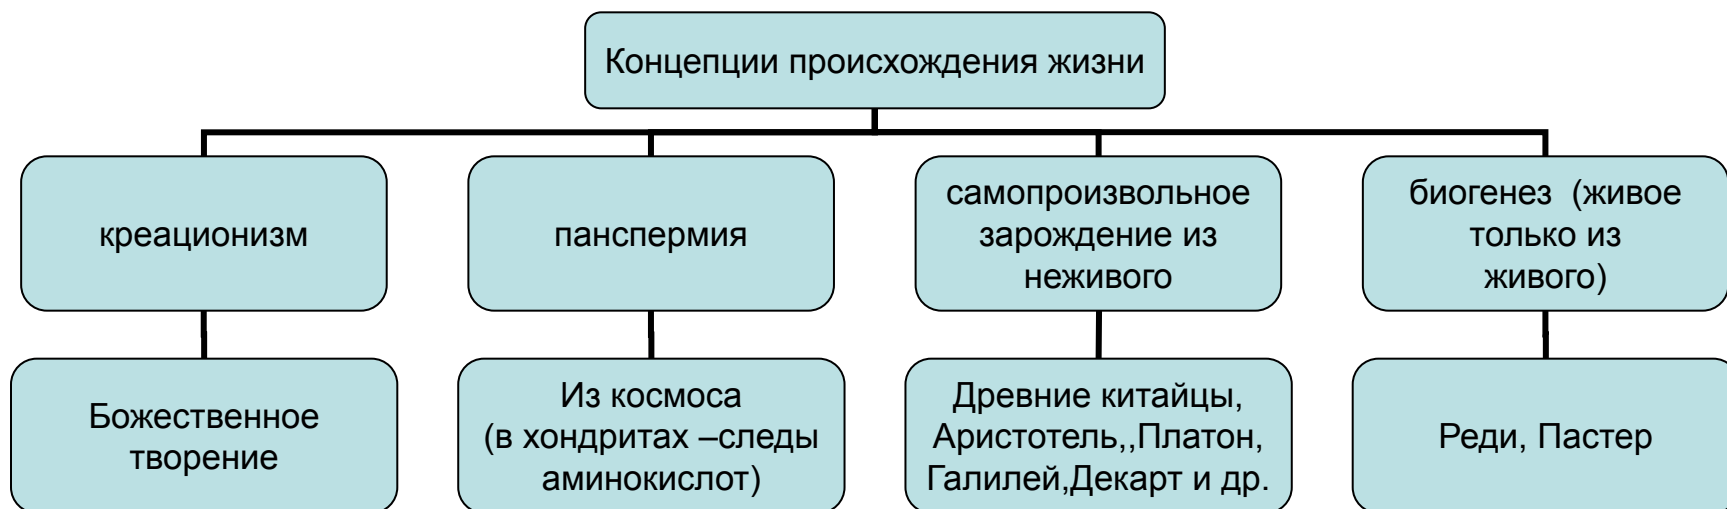 Концепции происхождения жизни
креационизм
панспермия
самопроизвольное
зарождение из
неживого
биогенез (живое
только из
живого)
Божественное
творение
Из космоса
(в хондритах –следы
аминокислот)
Древние китайцы,
Аристотель,,Платон,
Галилей,Декарт и др.
Реди, Пастер